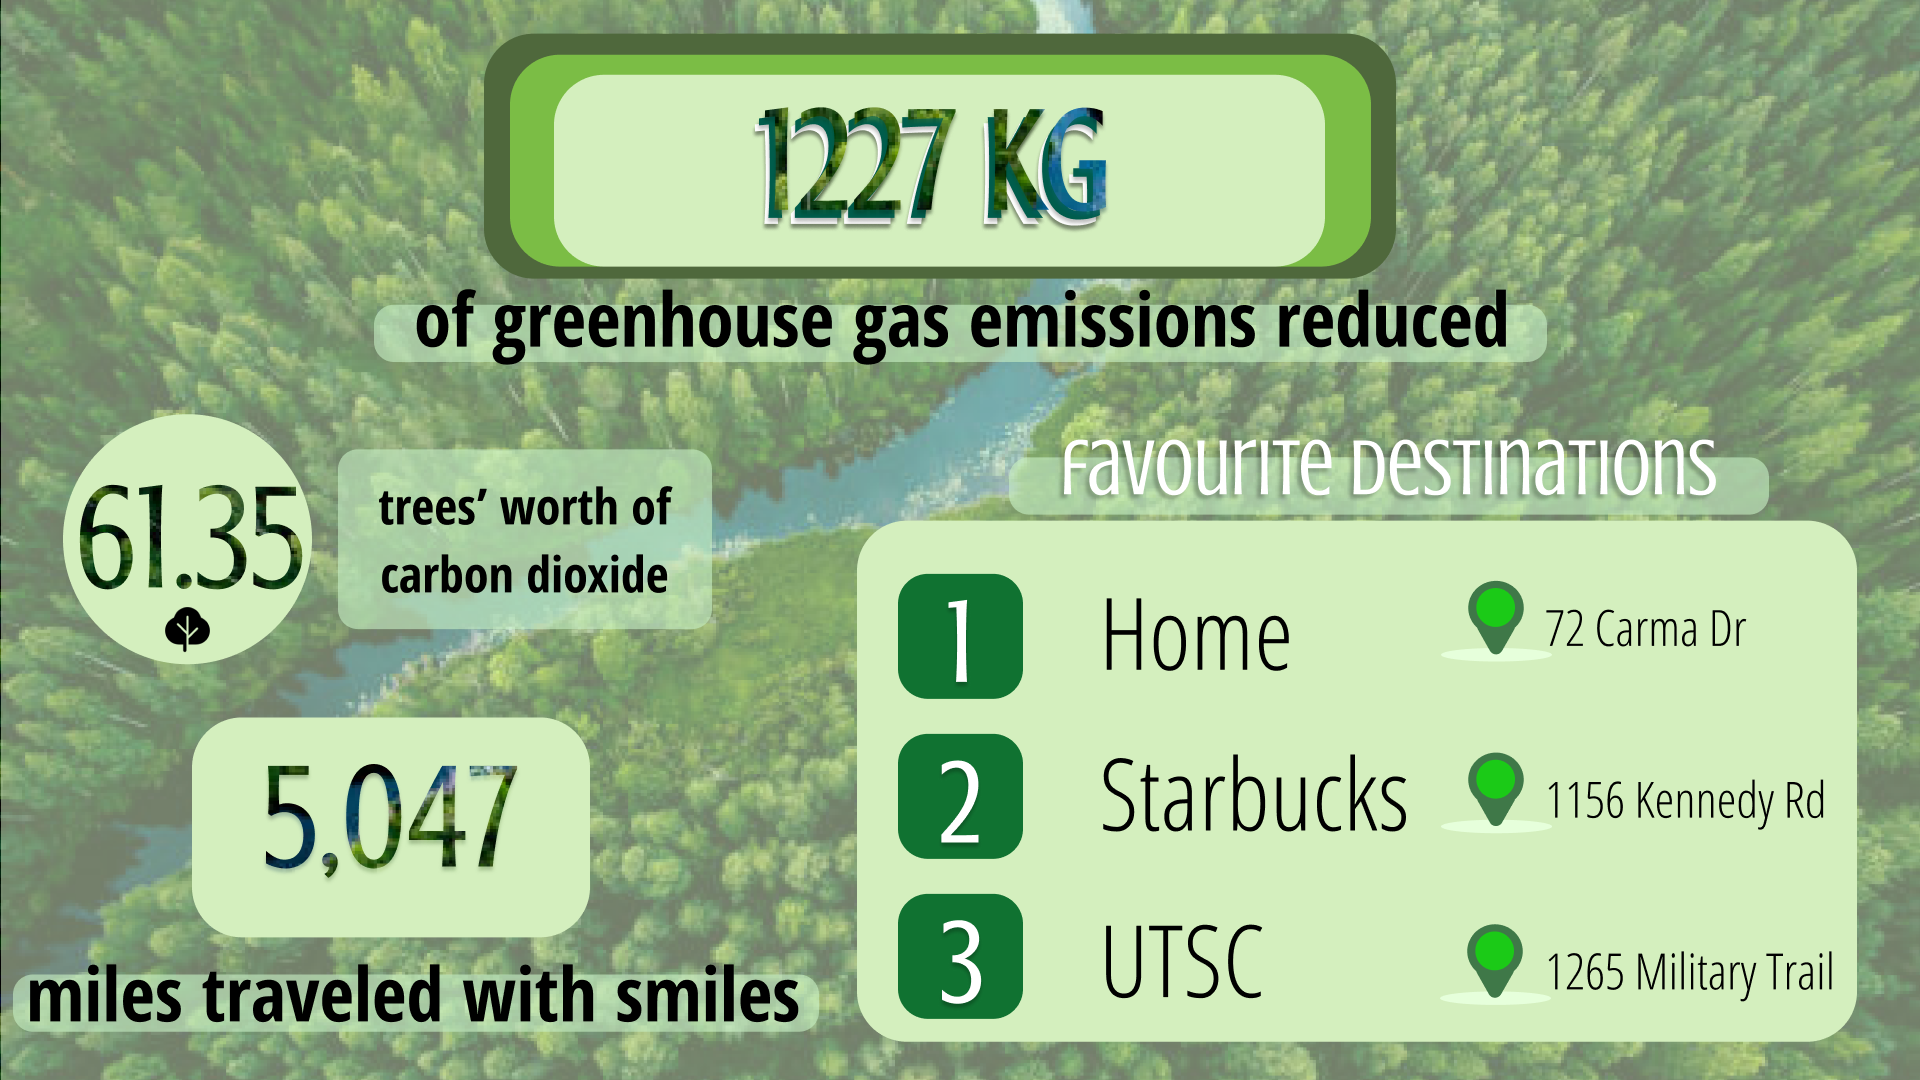 1227 KG
of greenhouse gas emissions reduced
61.35
trees’ worth of
carbon dioxide
5,047
miles traveled with smiles
Favourite Destinations
1 Home 72 Carma Dr
2 Starbucks 1156 Kennedy Rd
3 UTSC 1265 Military Trail